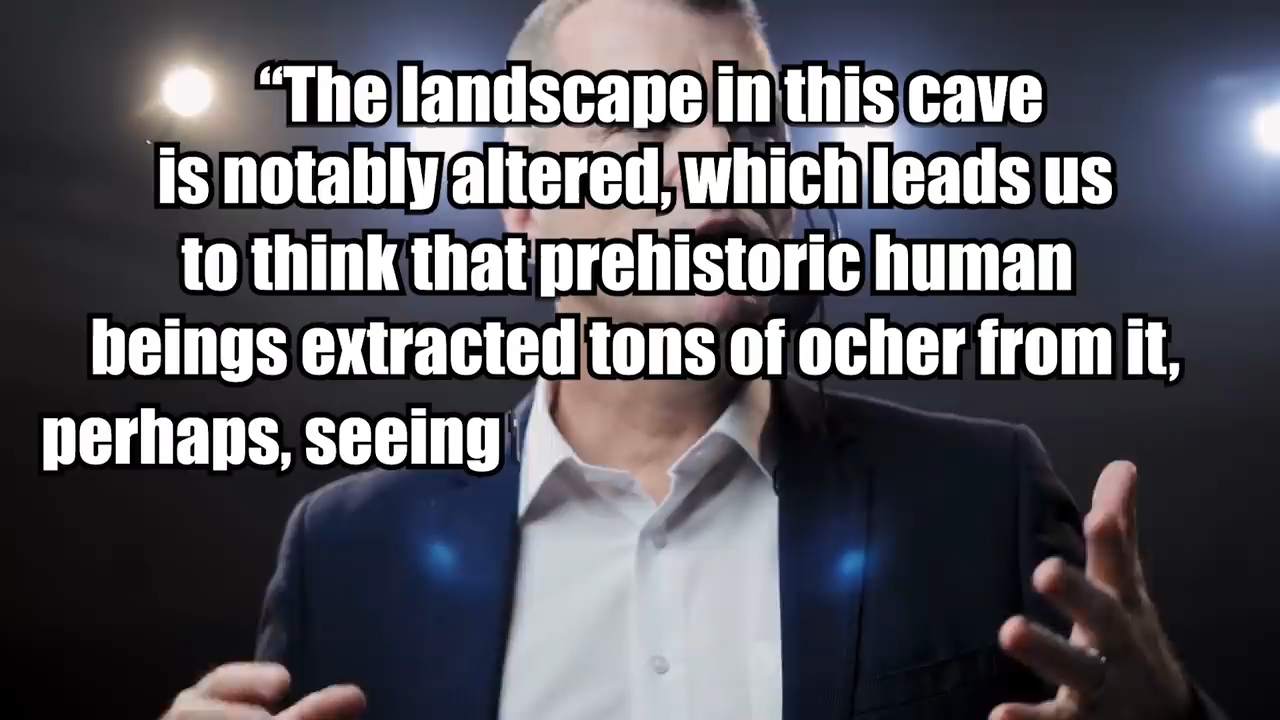 “The landscape in this cave
is notably altered, which leads us
to think that prehistoric human
beings extracted tons of ocher from it,
perhaps, seeing